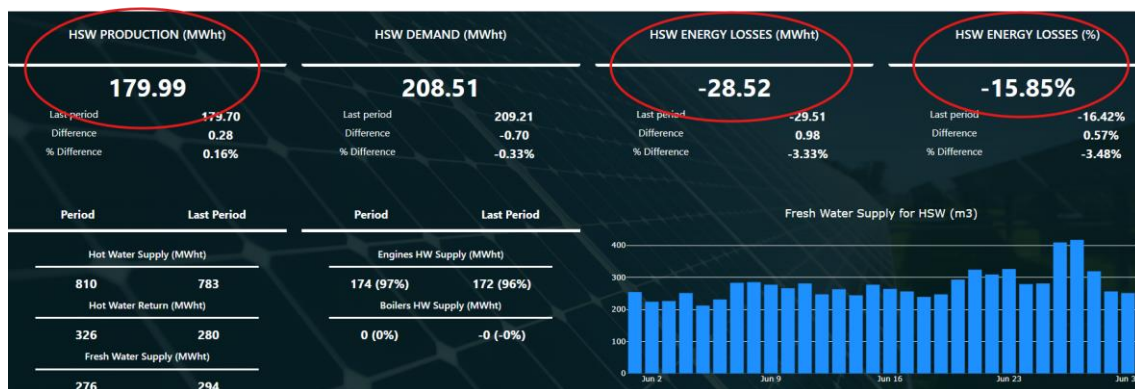 HSW PRODUCTION (MWht)
179.99
Last period 179.70
Difference 0.28
% Difference 0.16%
HSW DEMAND (MWht)
208.51
Last period 209.21
Difference -0.70
% Difference -0.33%
HSW ENERGY LOSSES (MWht)
-28.52
Last period -29.51
Difference 0.98
% Difference -3.33%
HSW ENERGY LOSSES (%)
-15.85%
Last period -16.42%
Difference 0.57%
% Difference -3.48%
Period Last Period
Hot Water Supply (MWht)
810 783
Hot Water Return (MWht)
326 280
Fresh Water Supply (MWht)
276 294
Period Last Period
Engines HW Supply (MWht)
174 (97%) 172 (96%)
Boilers HW Supply (MWht)
0 (0%) -0 (-0%)
Fresh Water Supply for HSW (m3)
400
300
200
100
0
Jun 2 Jun 9 Jun 16 Jun 23